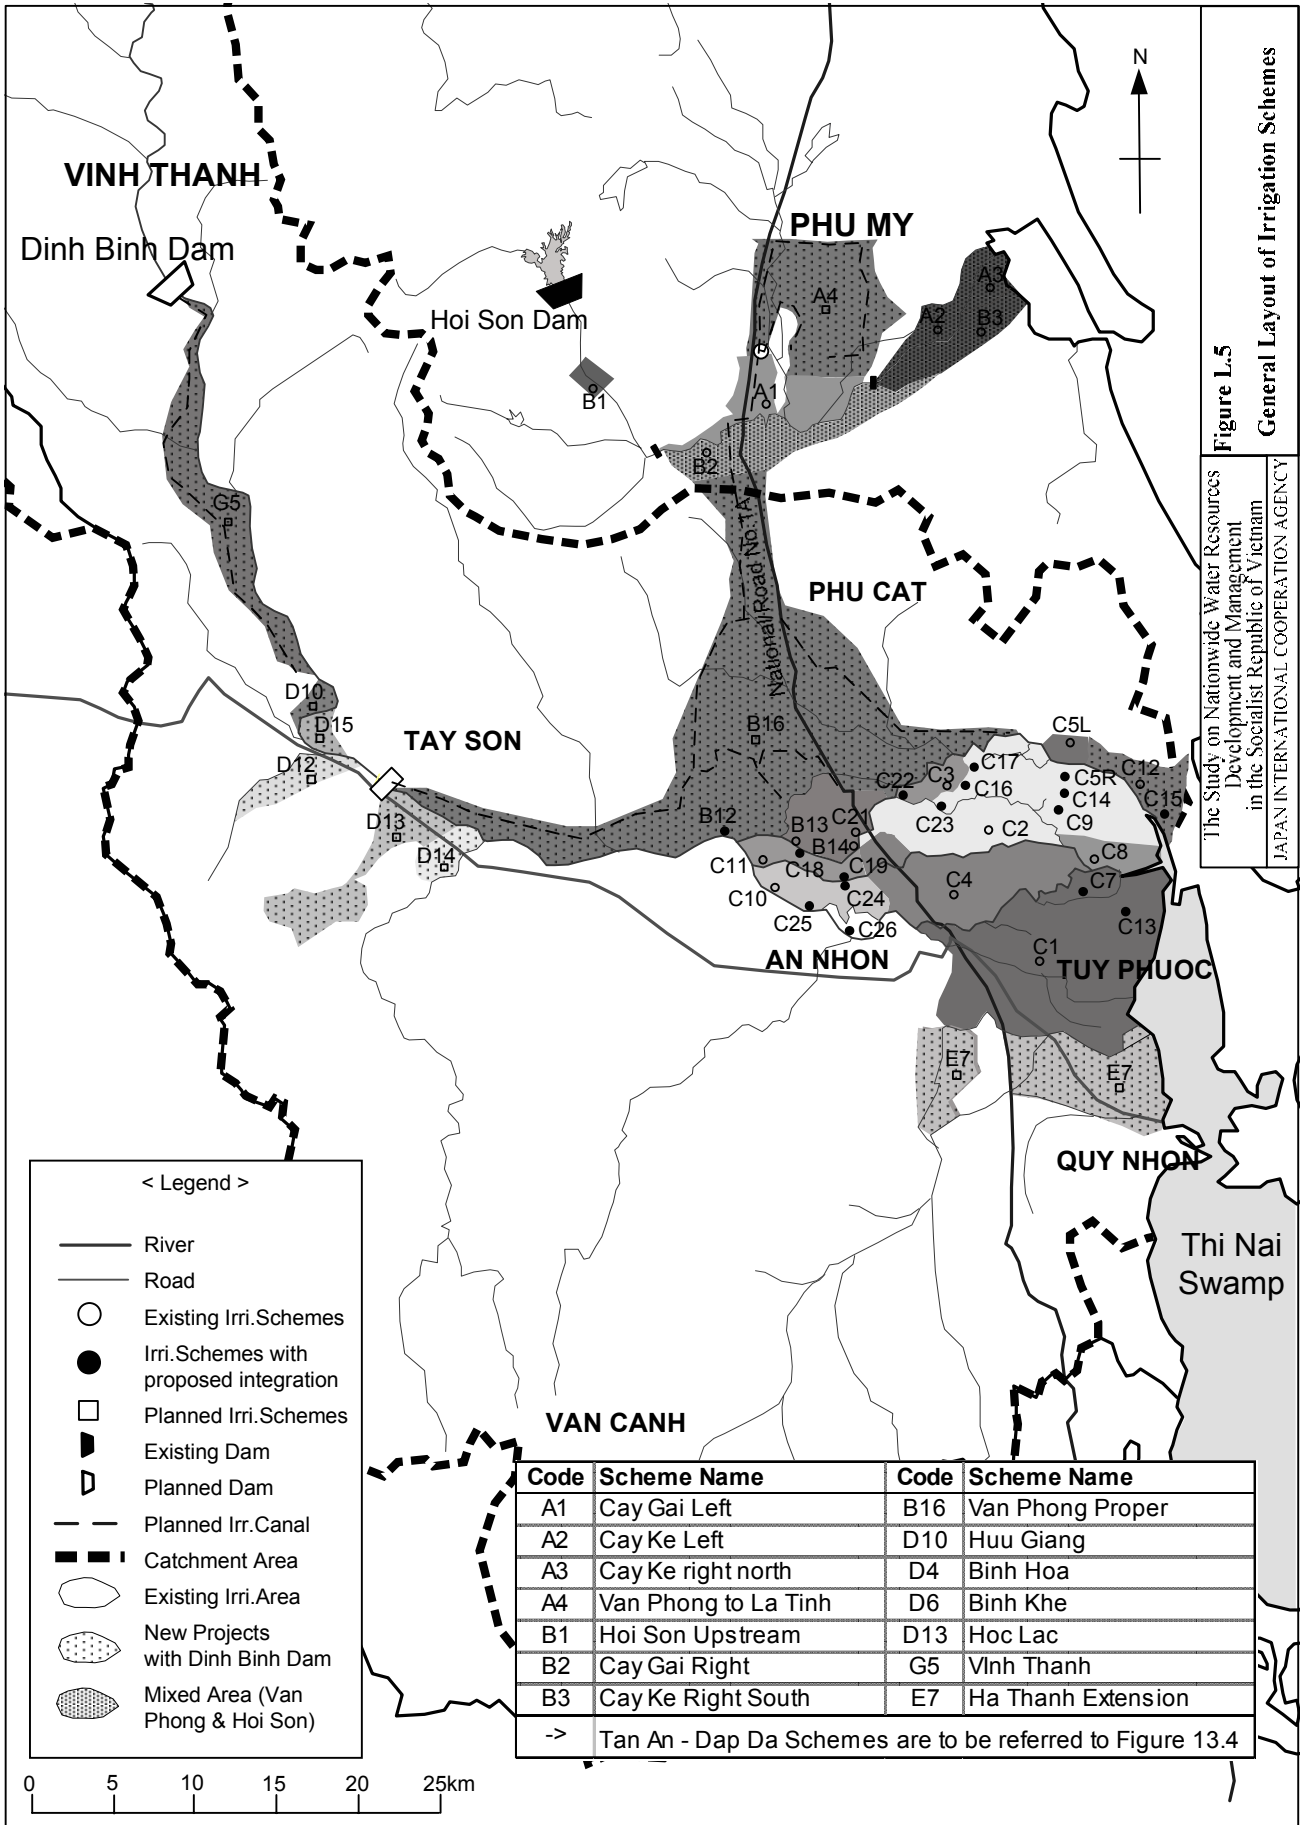 N
VINH THANH
Dinh Binh Dam
PHU MY
Hoi Son Dam
A3
A4
A2
B3
B1
A1
B2
G5
National Road No.1A
PHU CAT
D10
D15
TAY SON
D12
B16
C5L
C17
C3
C16
C12
C5R
C22
C14
C15
C23
C9
D13
B12
B13
C21
C2
D14
B14
C11
C18
C19
C8
C10
C24
C4
C7
C25
C26
C13
AN NHON
C1
TUY PHUOC
E7
E7
QUY NHON
Thi Nai
Swamp
VAN CANH
Figure L.5
General Layout of Irrigation Schemes
The Study on Nationwide Water Resources
Development and Management
in the Socialist Republic of Vietnam
JAPAN INTERNATIONAL COOPERATION AGENCY
< Legend >
River
Road
Existing Irri.Schemes
Irri.Schemes with
proposed integration
Planned Irri.Schemes
Existing Dam
Planned Dam
Planned Irr.Canal
Catchment Area
Existing Irri.Area
New Projects
with Dinh Binh Dam
Mixed Area (Van
Phong & Hoi Son)
Code Scheme Name Code Scheme Name
A1 Cay Gai Left B16 Van Phong Proper
A2 Cay Ke Left D10 Huu Giang
A3 Cay Ke right north D4 Binh Hoa
A4 Van Phong to La Tinh D6 Binh Khe
B1 Hoi Son Upstream D13 Hoc Lac
B2 Cay Gai Right G5 VInh Thanh
B3 Cay Ke Right South E7 Ha Thanh Extension
-> Tan An - Dap Da Schemes are to be referred to Figure 13.4
0 5 10 15 20 25km